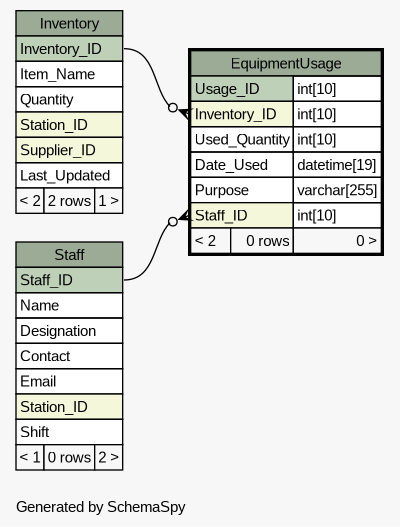 Inventory
Inventory_ID
Item_Name
Quantity
Station_ID
Supplier_ID
Last_Updated
< 2 2 rows 1 >
EquipmentUsage
Usage_ID int[10]
Inventory_ID int[10]
Used_Quantity int[10]
Date_Used datetime[19]
Purpose varchar[255]
Staff_ID int[10]
< 2 0 rows 0 >
Staff
Staff_ID
Name
Designation
Contact
Email
Station_ID
Shift
< 1 0 rows 2 >
Generated by SchemaSpy